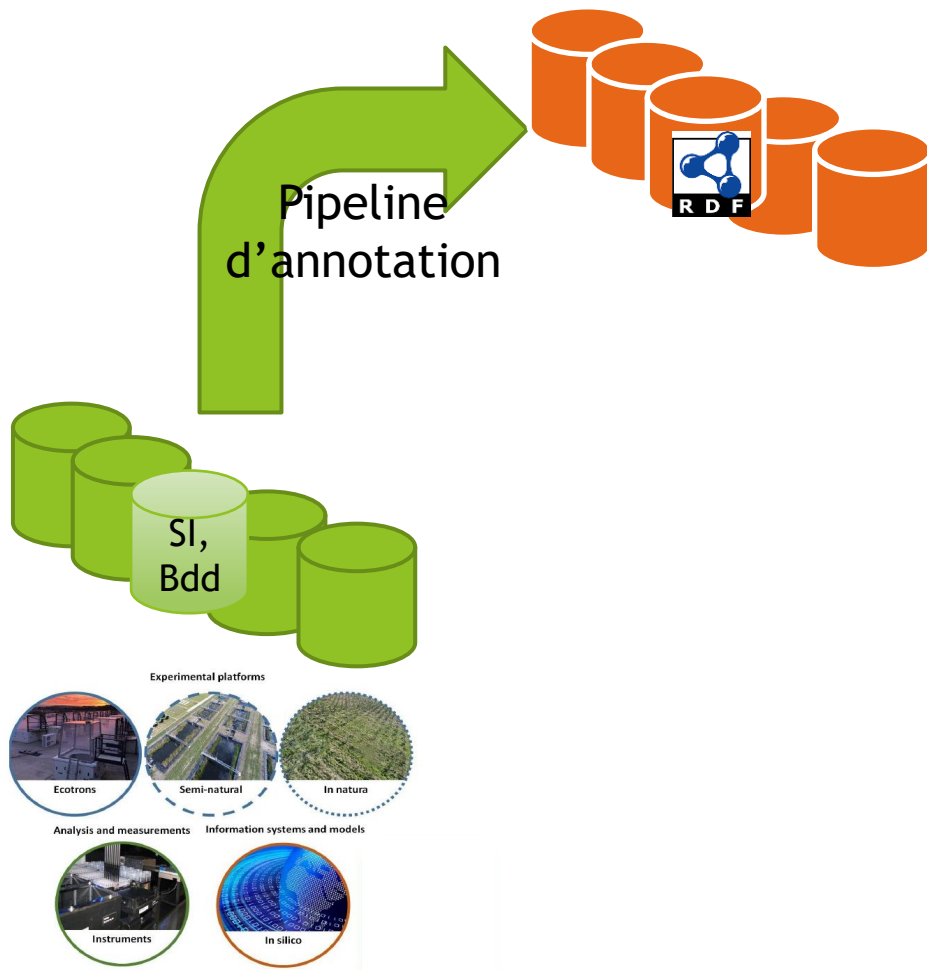 Pipeline
d’annotation
R D F
SI,
Bdd
Experimental platforms
Ecotrons
Semi-natural
In natura
Analysis and measurements
Information systems and models
Instruments
In silico